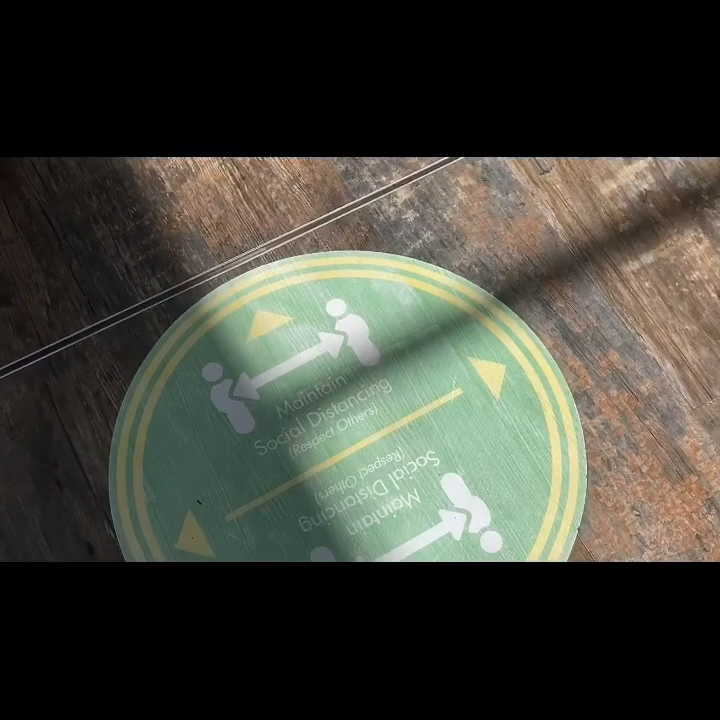 Maintain
Social Distancing
(Respect Others)
Maintain
Social Distancing
(Respect Others)